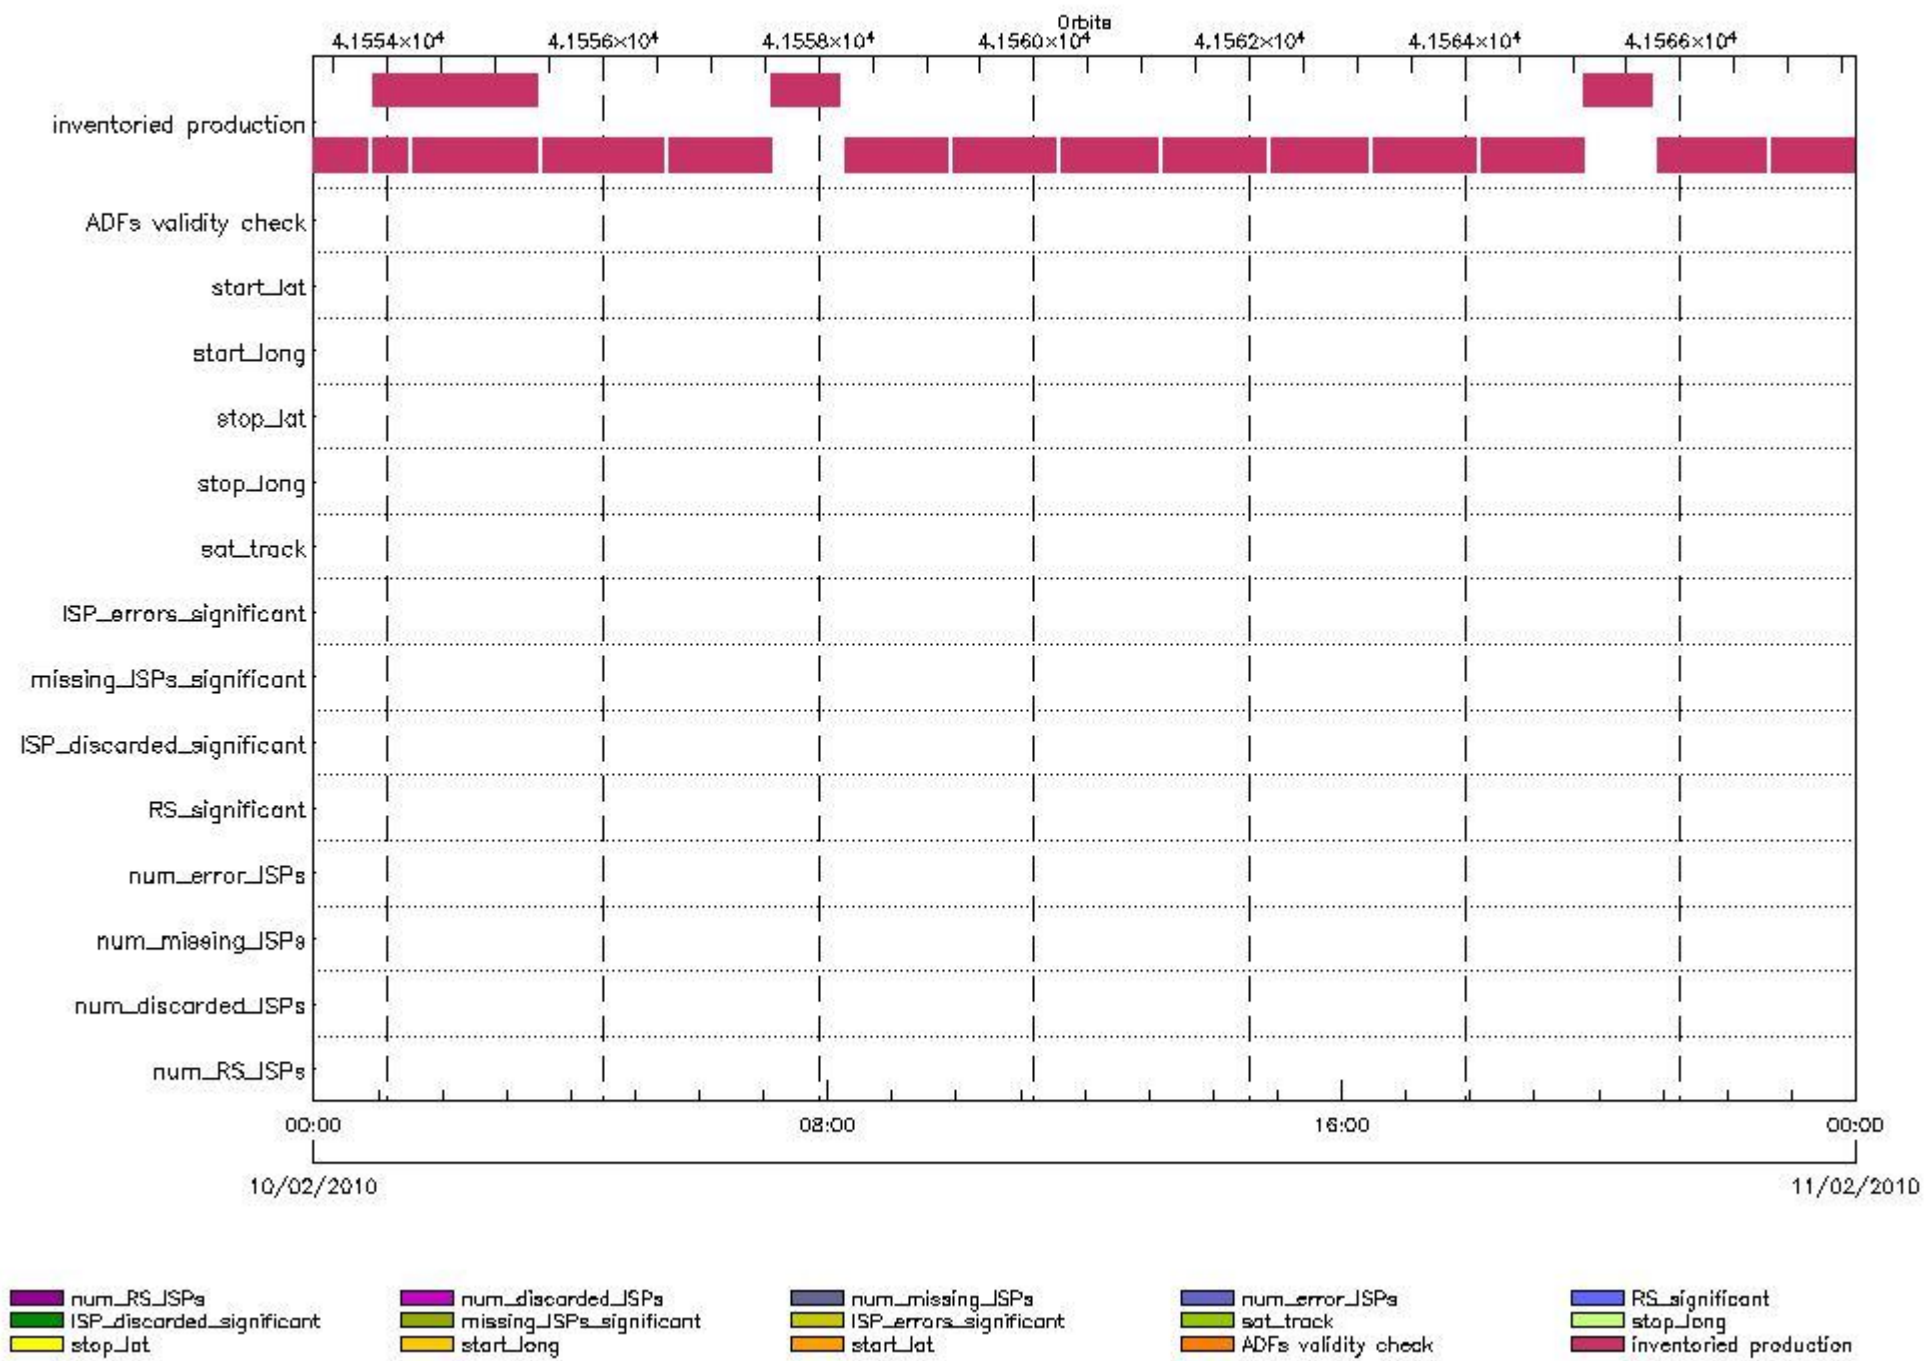 Orbits
4.1554×10⁴ 4.1556×10⁴ 4.1558×10⁴ 4.1560×10⁴ 4.1562×10⁴ 4.1564×10⁴ 4.1566×10⁴
inventoried production
ADFs validity check
start_lat
start_long
stop_lat
stop_long
sat_track
ISP_errors_significant
missing_ISPs_significant
ISP_discarded_significant
RS_significant
num_error_ISPs
num_missing_ISPs
num_discarded_ISPs
num_RS_ISPs
00:00 08:00 16:00 00:00
10/02/2010 11/02/2010
num_RS_ISPs num_discarded_ISPs num_missing_ISPs num_error_ISPs RS_significant
ISP_discarded_significant missing_ISPs_significant ISP_errors_significant sat_track stop_long
stop_lat start_long start_lat ADFs validity check inventoried production